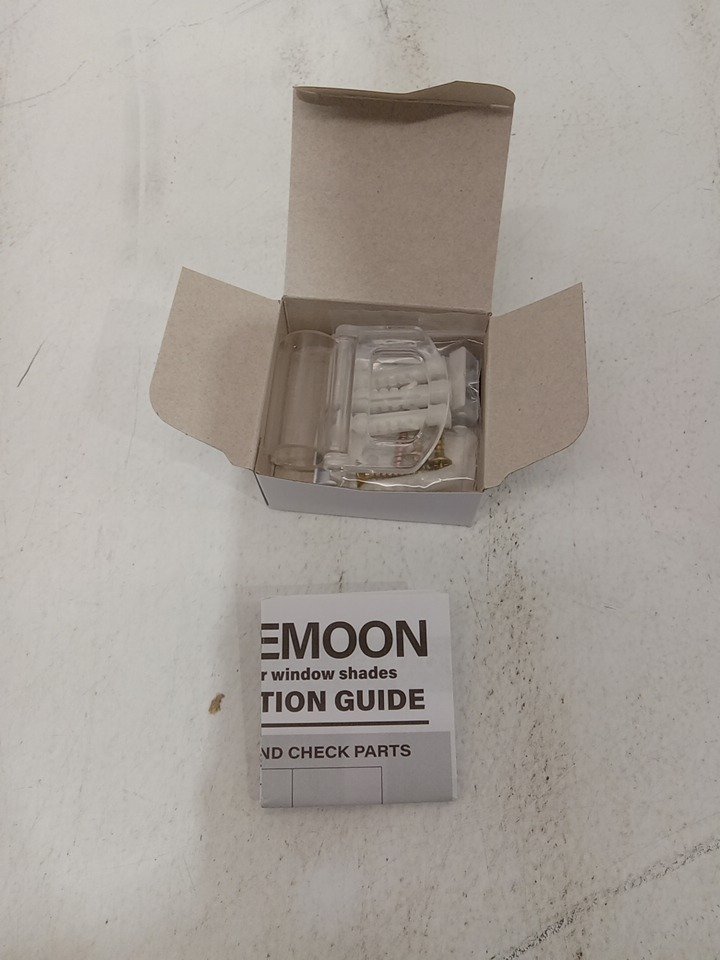 EMOON
r window shades
TION GUIDE
ND CHECK PARTS